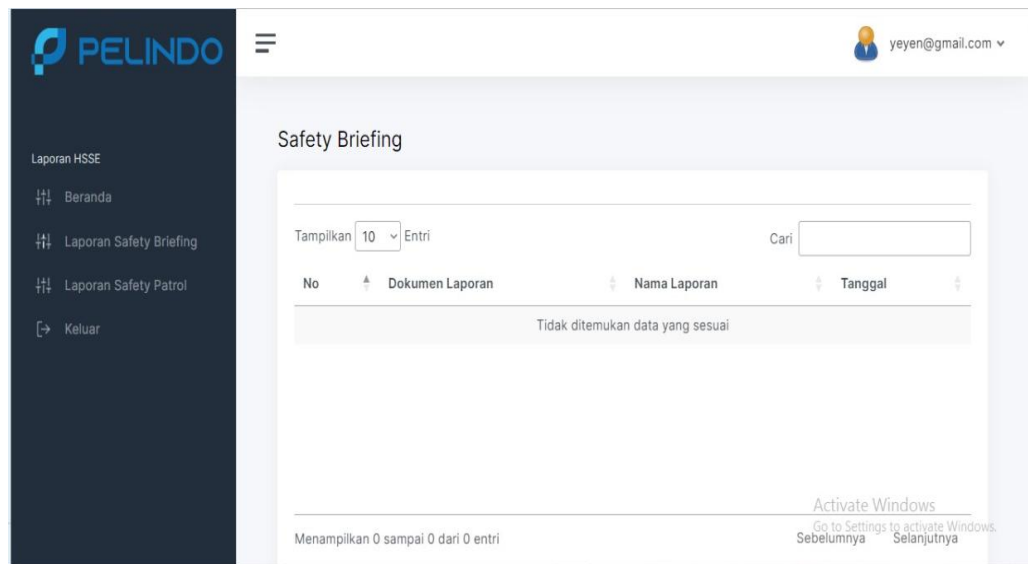 PELINDO
yeyen@gmail.com
Laporan HSSE
Beranda
Laporan Safety Briefing
Laporan Safety Patrol
Keluar
Safety Briefing
Tampilkan 10 Entri
Cari
No Dokumen Laporan Nama Laporan Tanggal
Tidak ditemukan data yang sesuai
Menampilkan 0 sampai 0 dari 0 entri
Sebelumnya Selanjutnya
Activate Windows
Go to Settings to activate Windows.